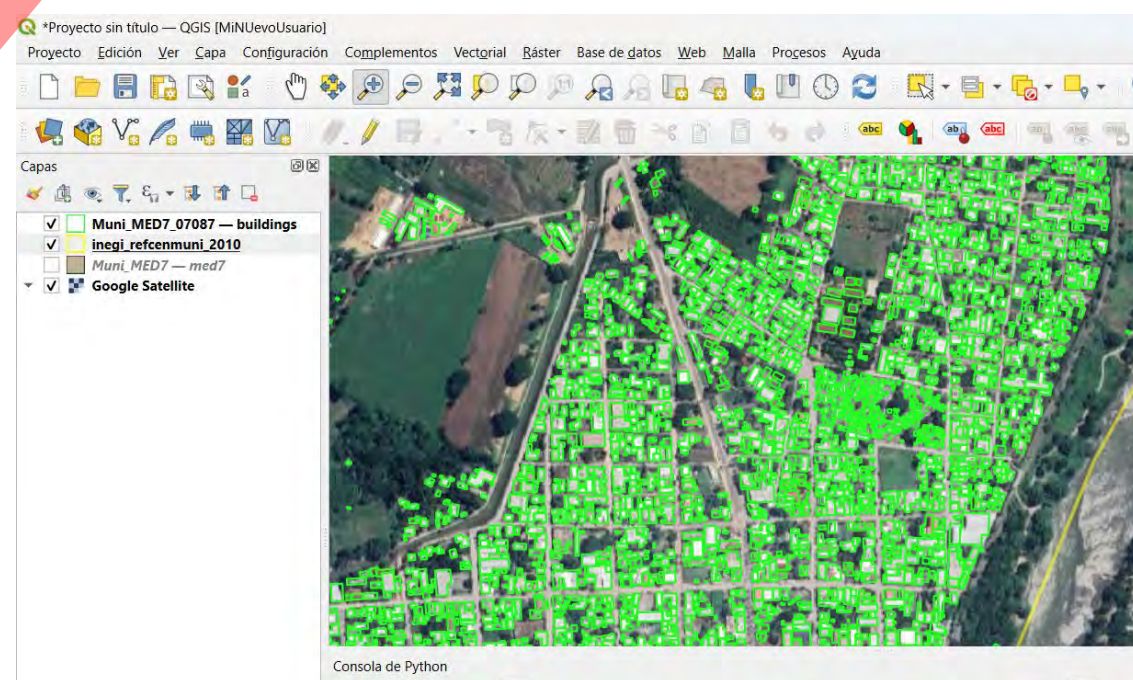 *Proyecto sin título — QGIS [MiNUevoUsuario]
Proyecto Edición Ver Capa Configuración Complementos Vectorial Ráster Base de datos Web Malla Procesos Ayuda
Capas
Muni_MED7_07087 — buildings
inegi_refcenmuni_2010
Muni_MED7 — med7
Google Satellite
Consola de Python